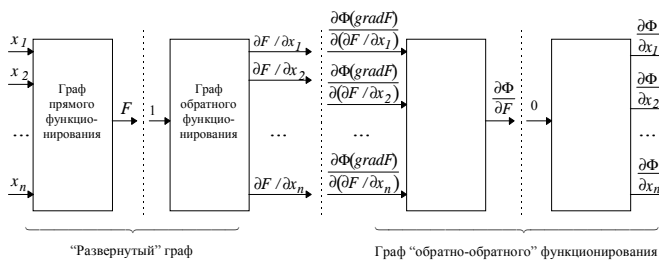 x1
x2
...
xn
Граф
прямого
функцио-
нирования
F
1
Граф
обратного
функцио-
нирования
∂F/∂x1
∂F/∂x2
...
∂F/∂xn
∂Φ(gradF)
∂(∂F/∂x1)
∂Φ(gradF)
∂(∂F/∂x2)
...
∂Φ(gradF)
∂(∂F/∂xn)
∂Φ
∂F
0
∂Φ
∂x1
∂Φ
∂x2
...
∂Φ
∂xn
“Развернутый” граф
Граф “обратно-обратного” функционирования